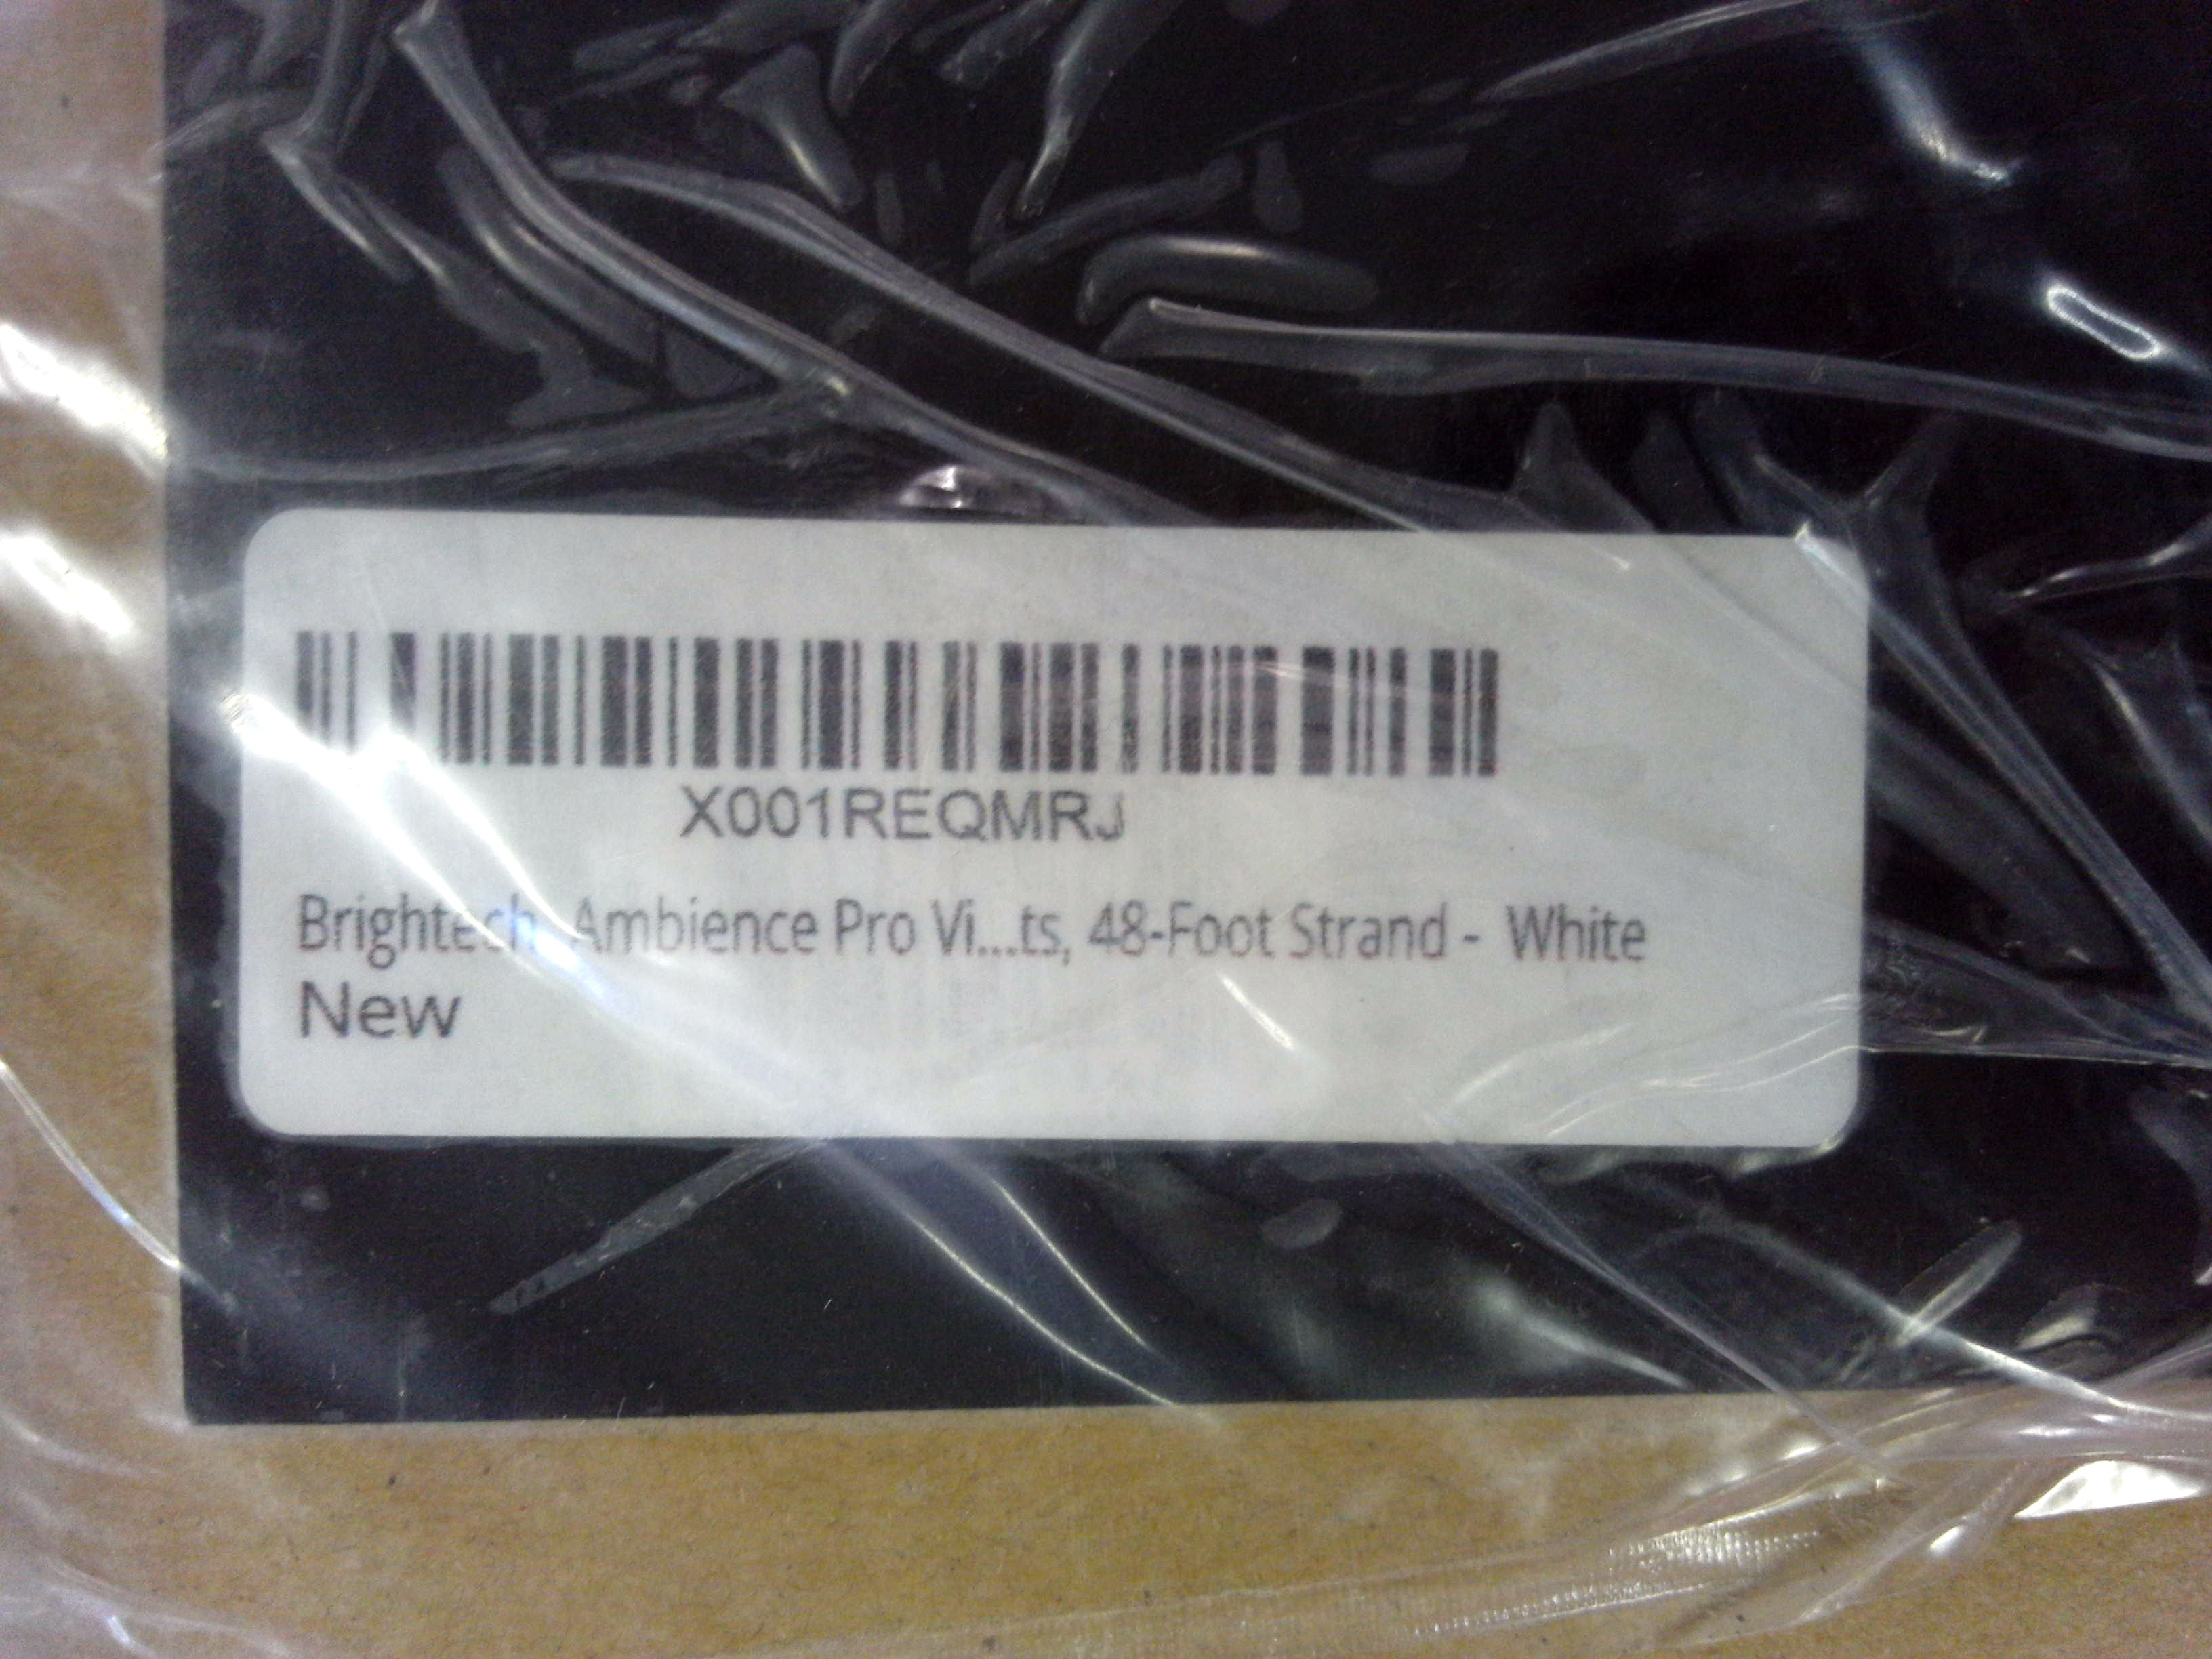 X001REQMRJ
Brightech Ambience Pro Vi....ts, 48-Foot Strand - White
New